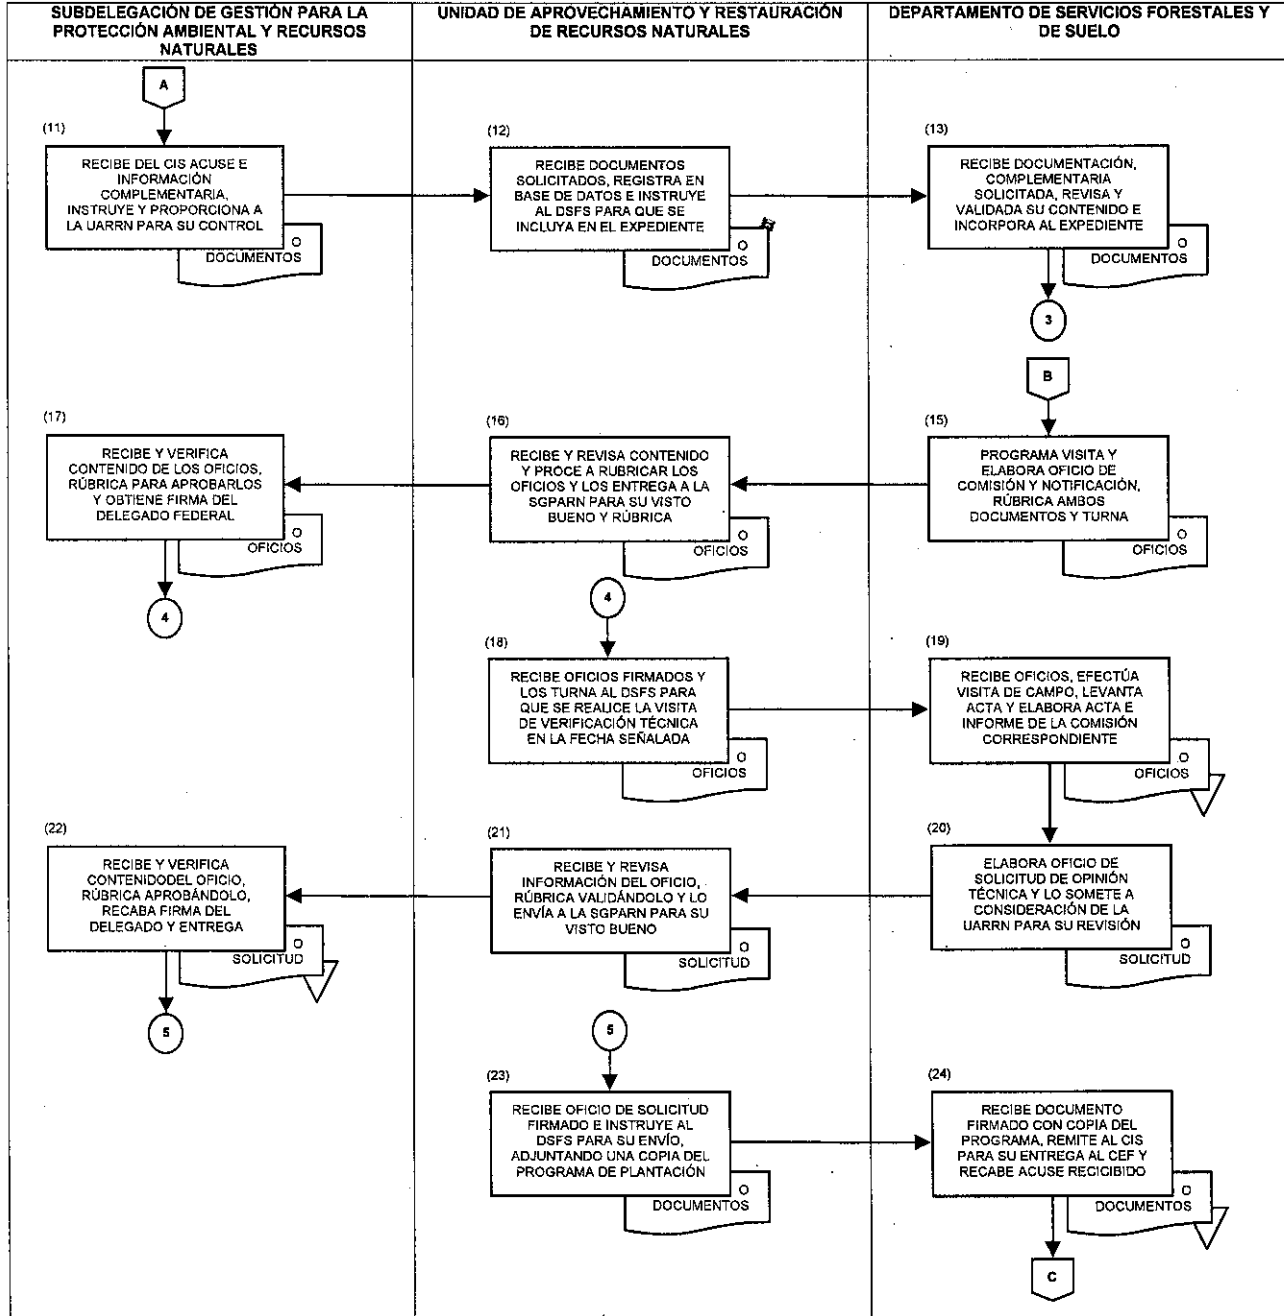 SUBDELEGACIÓN DE GESTIÓN PARA LA
PROTECCIÓN AMBIENTAL Y RECURSOS
NATURALES
UNIDAD DE APROVECHAMIENTO Y RESTAURACIÓN
DE RECURSOS NATURALES
DEPARTAMENTO DE SERVICIOS FORESTALES Y
DE SUELO
A
(11)
RECIBE DEL CIS ACUSE E
INFORMACIÓN
COMPLEMENTARIA,
INSTRUYE Y PROPORCIONA A
LA UARRN PARA SU CONTROL
O
DOCUMENTOS
(12)
RECIBE DOCUMENTOS
SOLICITADOS, REGISTRA EN
BASE DE DATOS E INSTRUYE
AL DSFS PARA QUE SE
INCLUYA EN EL EXPEDIENTE
O
DOCUMENTOS
(13)
RECIBE DOCUMENTACIÓN,
COMPLEMENTARIA
SOLICITADA, REVISA Y
VALIDADA SU CONTENIDO E
INCORPORA AL EXPEDIENTE
O
DOCUMENTOS
3
B
(17)
RECIBE Y VERIFICA
CONTENIDO DE LOS OFICIOS,
RÚBRICA PARA APROBARLOS
Y OBTIENE FIRMA DEL
DELEGADO FEDERAL
O
OFICIOS
4
(16)
RECIBE Y REVISA CONTENIDO
Y PROCE A RUBRICAR LOS
OFICIOS Y LOS ENTREGA A LA
SGPARN PARA SU VISTO
BUENO Y RÚBRICA
O
OFICIOS
(15)
PROGRAMA VISITA Y
ELABORA OFICIO DE
COMISIÓN Y NOTIFICACIÓN,
RÚBRICA AMBOS
DOCUMENTOS Y TURNA
O
OFICIOS
4
(18)
RECIBE OFICIOS FIRMADOS Y
LOS TURNA AL DSFS PARA
QUE SE REALICE LA VISITA
DE VERIFICACIÓN TÉCNICA
EN LA FECHA SEÑALADA
O
OFICIOS
(19)
RECIBE OFICIOS, EFECTÚA
VISITA DE CAMPO, LEVANTA
ACTA Y ELABORA ACTA E
INFORME DE LA COMISIÓN
CORRESPONDIENTE
O
OFICIOS
(22)
RECIBE Y VERIFICA
CONTENIDODEL OFICIO,
RÚBRICA APROBÁNDOLO,
RECABA FIRMA DEL
DELEGADO Y ENTREGA
O
SOLICITUD
5
(21)
RECIBE Y REVISA
INFORMACIÓN DEL OFICIO,
RÚBRICA VALIDÁNDOLO Y LO
ENVÍA A LA SGPARN PARA SU
VISTO BUENO
O
SOLICITUD
(20)
ELABORA OFICIO DE
SOLICITUD DE OPINIÓN
TÉCNICA Y LO SOMETE A
CONSIDERACIÓN DE LA
UARRN PARA SU REVISIÓN
O
SOLICITUD
5
(23)
RECIBE OFICIO DE SOLICITUD
FIRMADO E INSTRUYE AL
DSFS PARA SU ENVÍO,
ADJUNTANDO UNA COPIA DEL
PROGRAMA DE PLANTACIÓN
O
DOCUMENTOS
(24)
RECIBE DOCUMENTO
FIRMADO CON COPIA DEL
PROGRAMA, REMITE AL CIS
PARA SU ENTREGA AL CEF Y
RECABE ACUSE RECICIBIDO
O
DOCUMENTOS
C